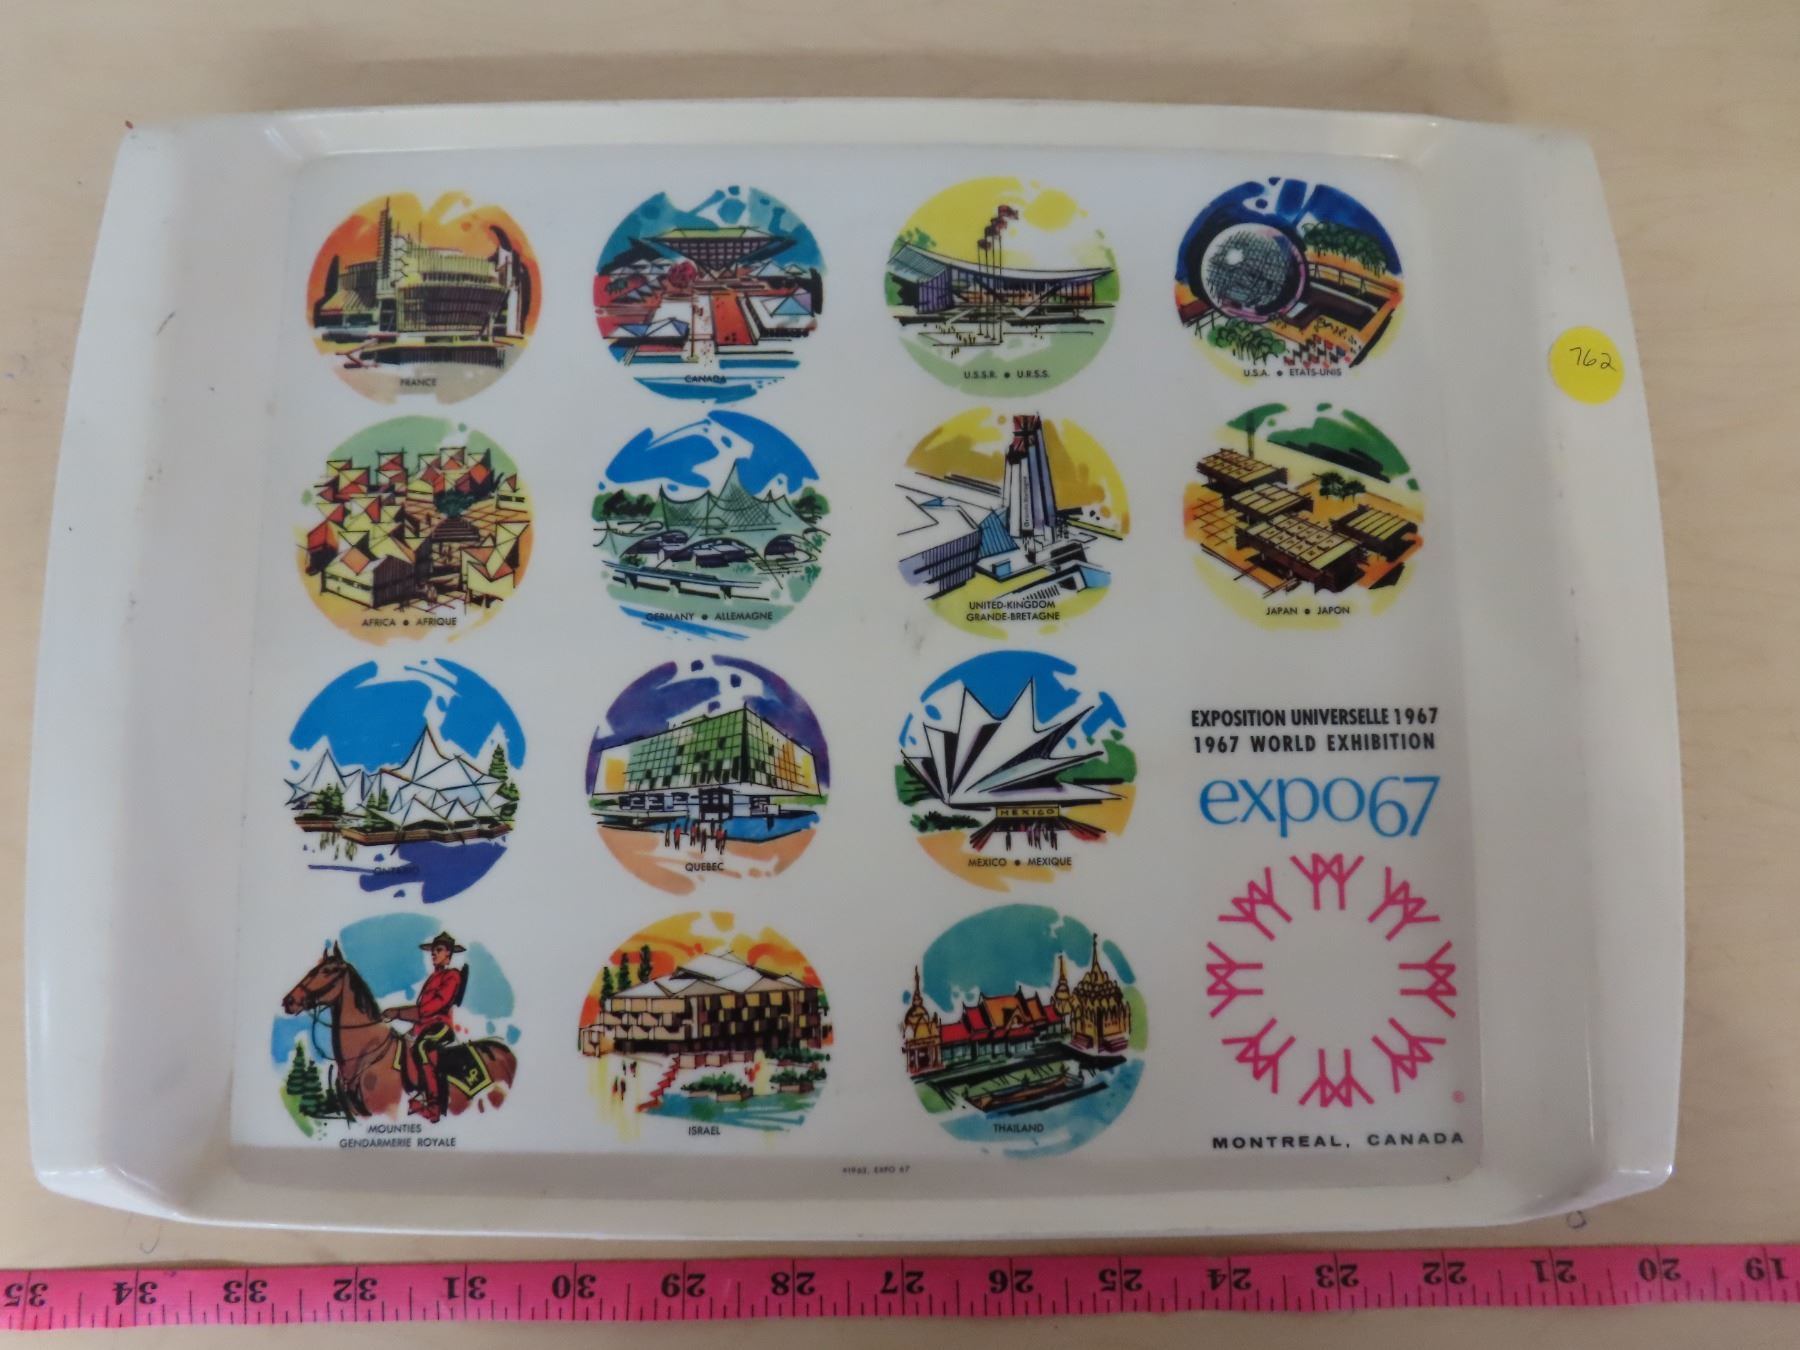 FRANCE
CANADA
U.S.S.R. ● U.R.S.S.
U.S.A. ● ETATS-UNIS
762
AFRICA ● AFRIQUE
GERMANY ● ALLEMAGNE
UNITED-KINGDOM
GRANDE-BRETAGNE
JAPAN ● JAPON
ONTARIO
QUEBEC
MEXICO
MEXICO ● MEXIQUE
EXPOSITION UNIVERSELLE 1967
1967 WORLD EXHIBITION
expo67
MOUNTIES
GENDARMERIE ROYALE
ISRAEL
THAILAND
®
MONTREAL, CANADA
©1963, EXPO 67
35 34 33 32 31 30 29 28 27 26 25 24 23 22 21 20 19